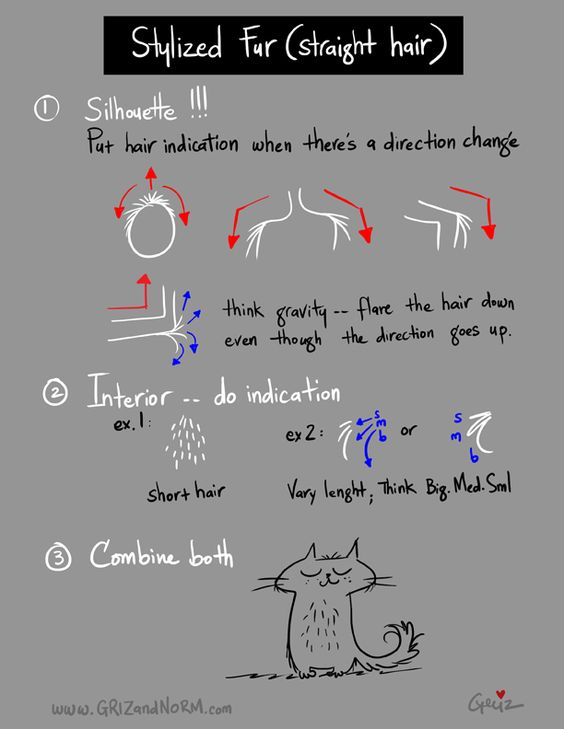 Stylized Fur (straight hair)
① Silhouette !!!
Put hair indication when there's a direction change
think gravity -- flare the hair down
even though the direction goes up.
② Interior -- do indication
ex.1:
short hair
ex2:
s
m
b
or
s
m
b
Vary lenght; Think Big. Med. Sml
③ Combine both
www.GRIZandNORM.com
Griz